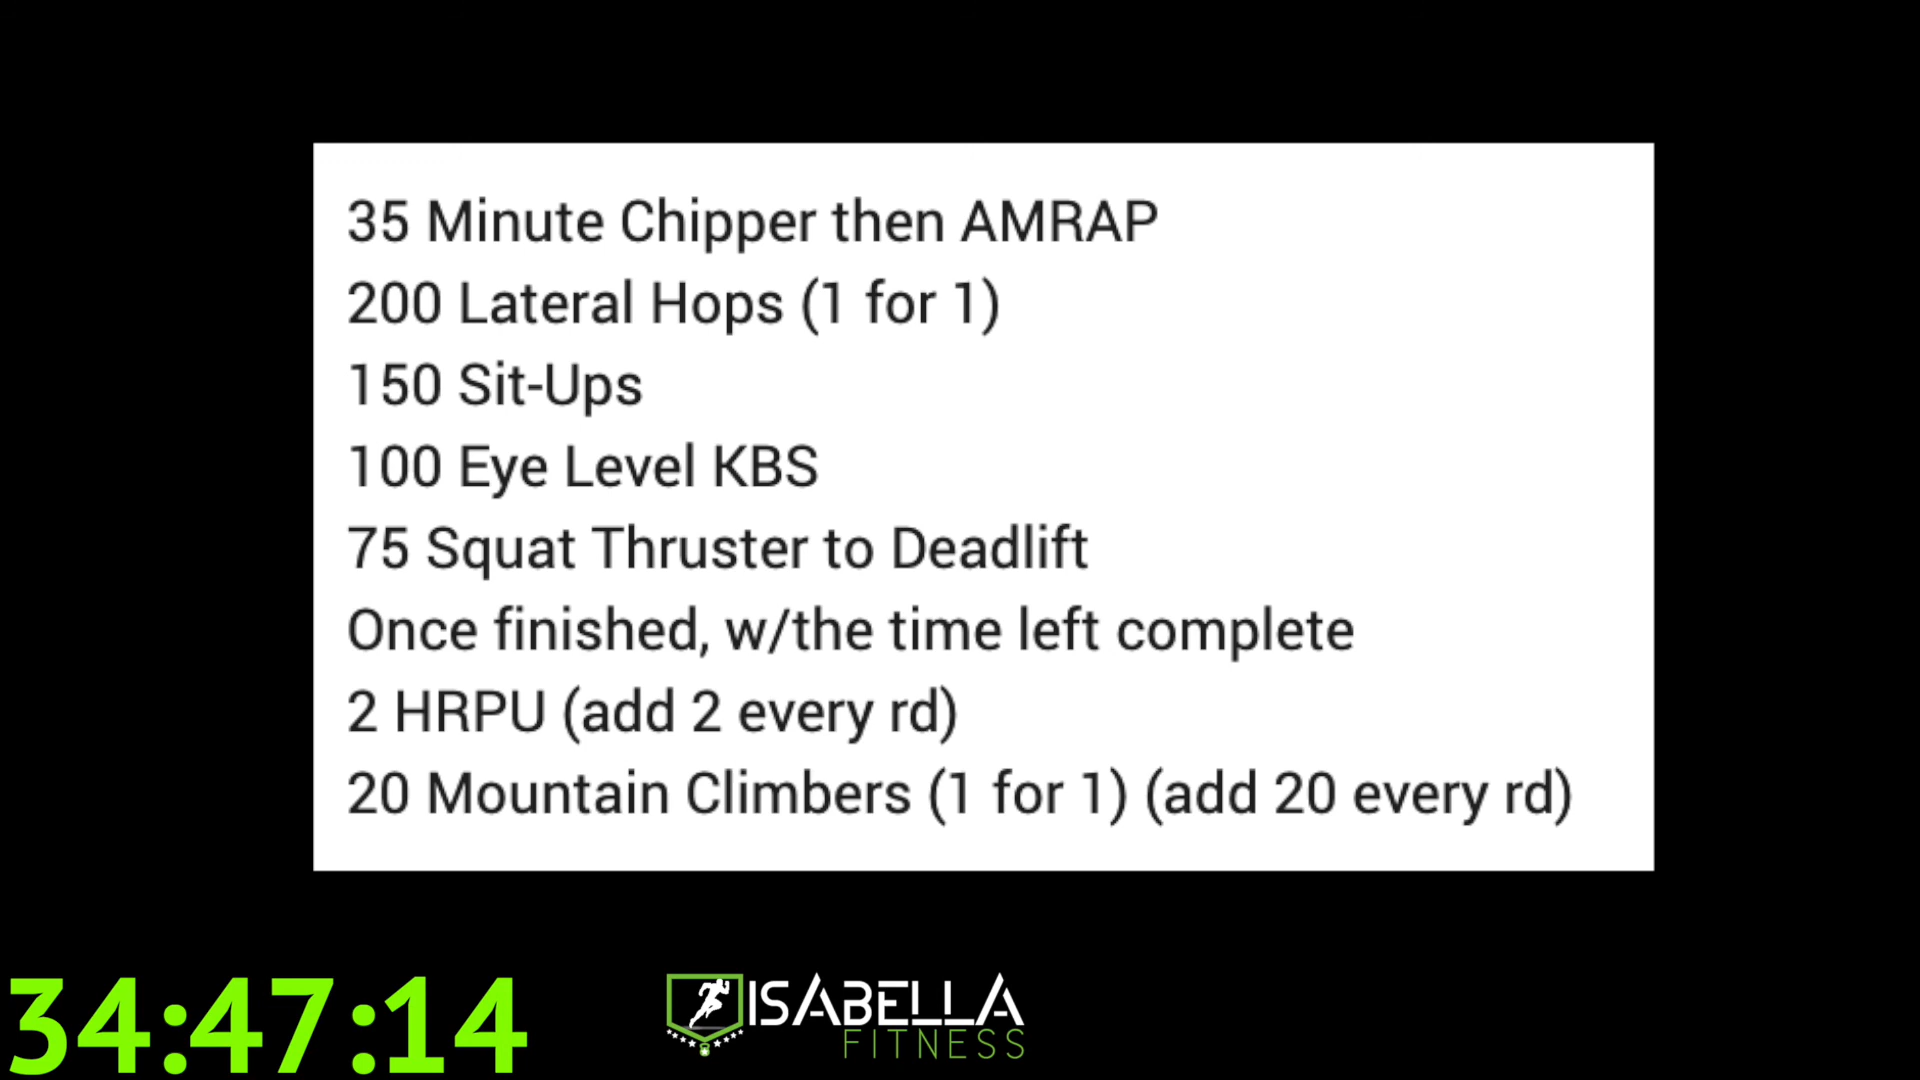 35 Minute Chipper then AMRAP
200 Lateral Hops (1 for 1)
150 Sit-Ups
100 Eye Level KBS
75 Squat Thruster to Deadlift
Once finished, w/the time left complete
2 HRPU (add 2 every rd)
20 Mountain Climbers (1 for 1) (add 20 every rd)
34:47:14
ISABELLA
FITNESS